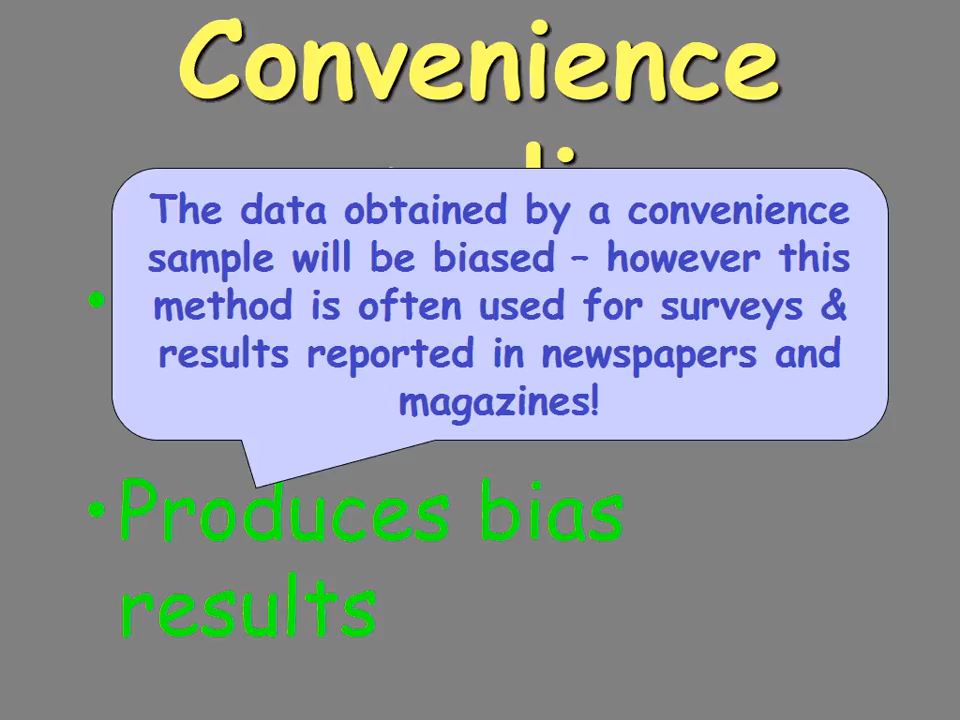 Convenience
The data obtained by a convenience
sample will be biased – however this
method is often used for surveys &
results reported in newspapers and
magazines!
• 
• Produces bias
results